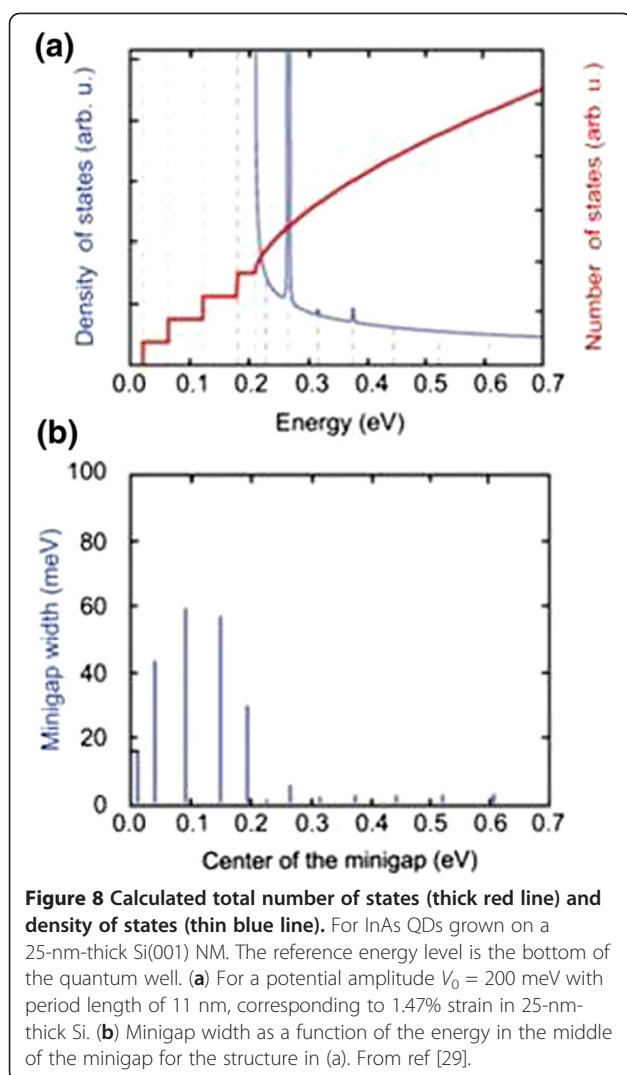 (a)
Density of states (arb. u.)
Number of states (arb. u.)
0.0 0.1 0.2 0.3 0.4 0.5 0.6 0.7
Energy (eV)
(b)
Minigap width (meV)
100
80
60
40
20
0
0.0 0.1 0.2 0.3 0.4 0.5 0.6 0.7
Center of the minigap (eV)
Figure 8 Calculated total number of states (thick red line) and
density of states (thin blue line). For InAs QDs grown on a
25-nm-thick Si(001) NM. The reference energy level is the bottom of
the quantum well. (a) For a potential amplitude V0 = 200 meV with
period length of 11 nm, corresponding to 1.47% strain in 25-nm-
thick Si. (b) Minigap width as a function of the energy in the middle
of the minigap for the structure in (a). From ref [29].